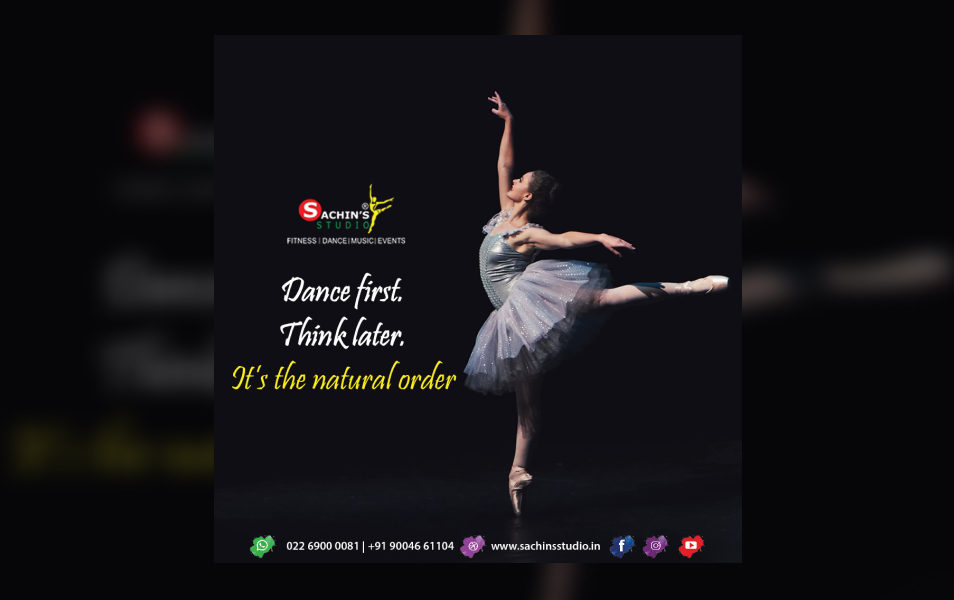 SACHIN'S®
STUDIO
FITNESS | DANCE | MUSIC | EVENTS
Dance first.
Think later.
It's the natural order
022 6900 0081 | +91 90046 61104
www.sachinsstudio.in